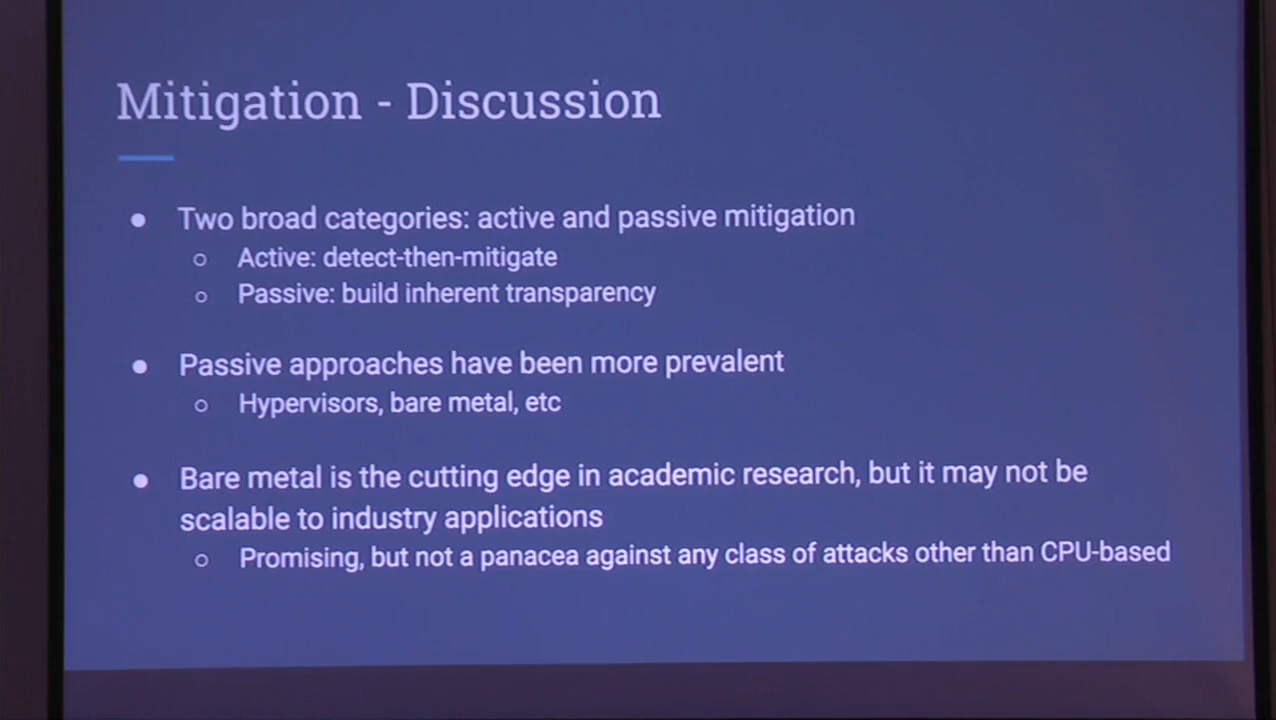 Mitigation - Discussion
● Two broad categories: active and passive mitigation
○ Active: detect-then-mitigate
○ Passive: build inherent transparency
● Passive approaches have been more prevalent
○ Hypervisors, bare metal, etc
● Bare metal is the cutting edge in academic research, but it may not be
scalable to industry applications
○ Promising, but not a panacea against any class of attacks other than CPU-based